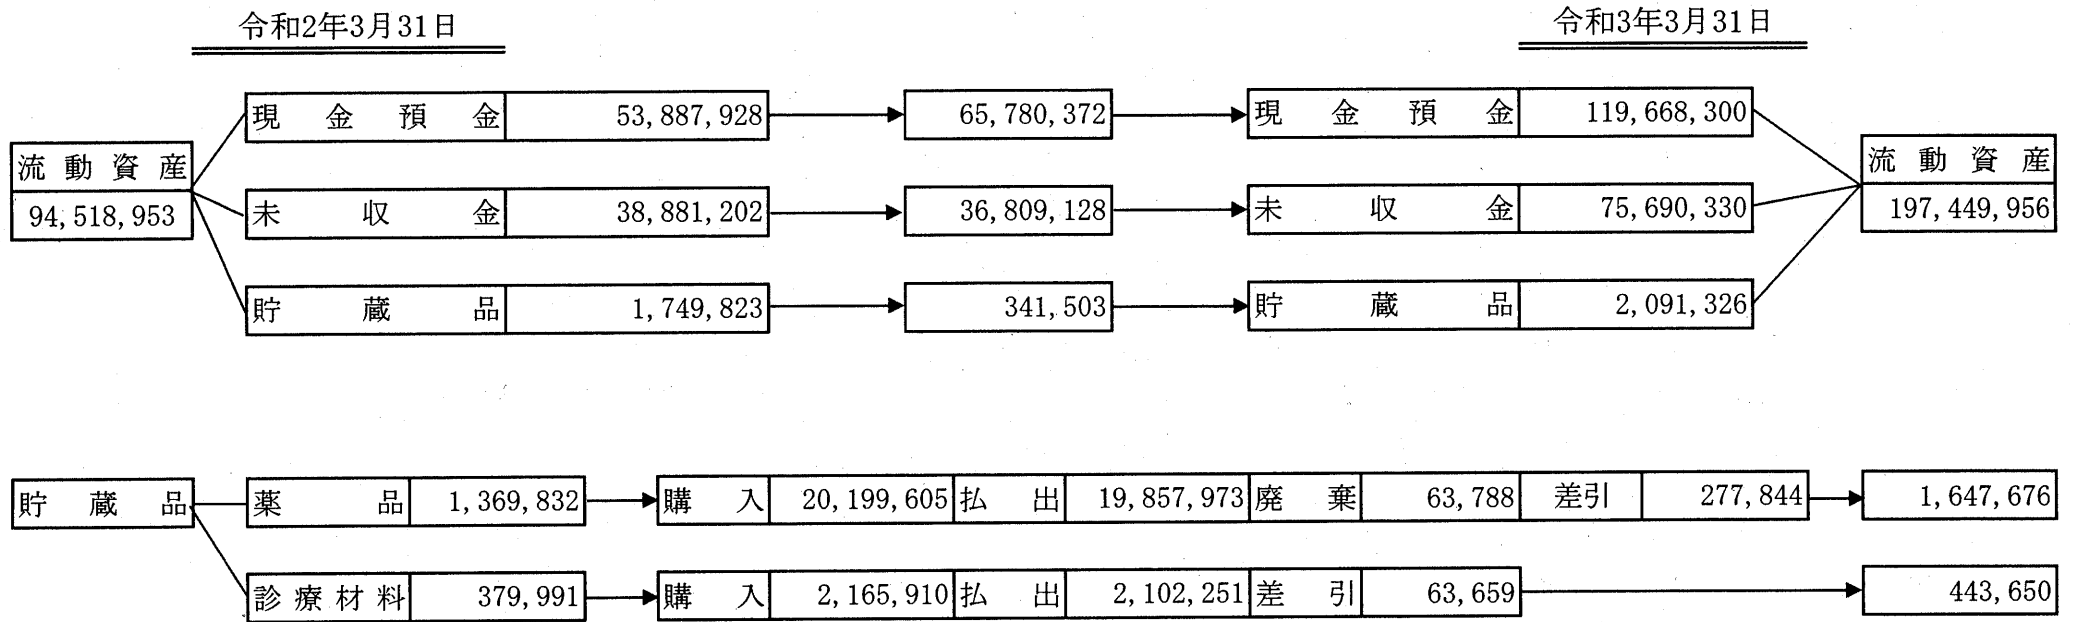 令和2年3月31日 令和3年3月31日
現金預金 53,887,928 65,780,372 現金預金 119,668,300
流動資産 流動資産
94,518,953 未収金 38,881,202 36,809,128 未収金 75,690,330 197,449,956
貯蔵品 1,749,823 341,503 貯蔵品 2,091,326
貯蔵品 薬品 1,369,832 購入 20,199,605 払出 19,857,973 廃棄 63,788 差引 277,844 1,647,676
診療材料 379,991 購入 2,165,910 払出 2,102,251 差引 63,659 443,650